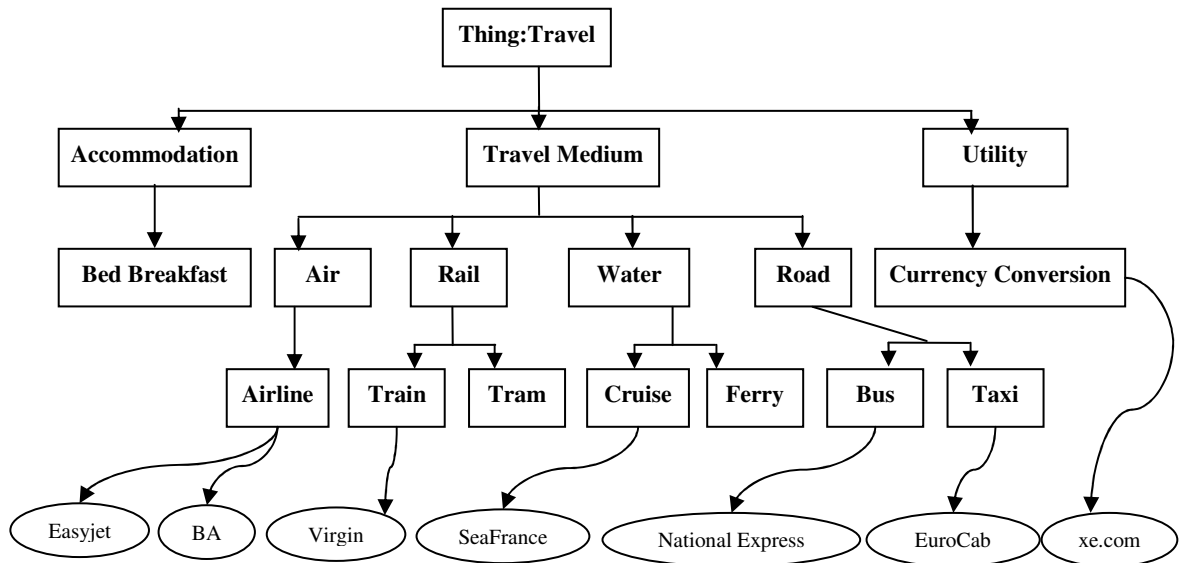 Thing:Travel
Accommodation
Travel Medium
Utility
Bed Breakfast
Air
Rail
Water
Road
Currency Conversion
Airline
Train
Tram
Cruise
Ferry
Bus
Taxi
Easyjet
BA
Virgin
SeaFrance
National Express
EuroCab
xe.com